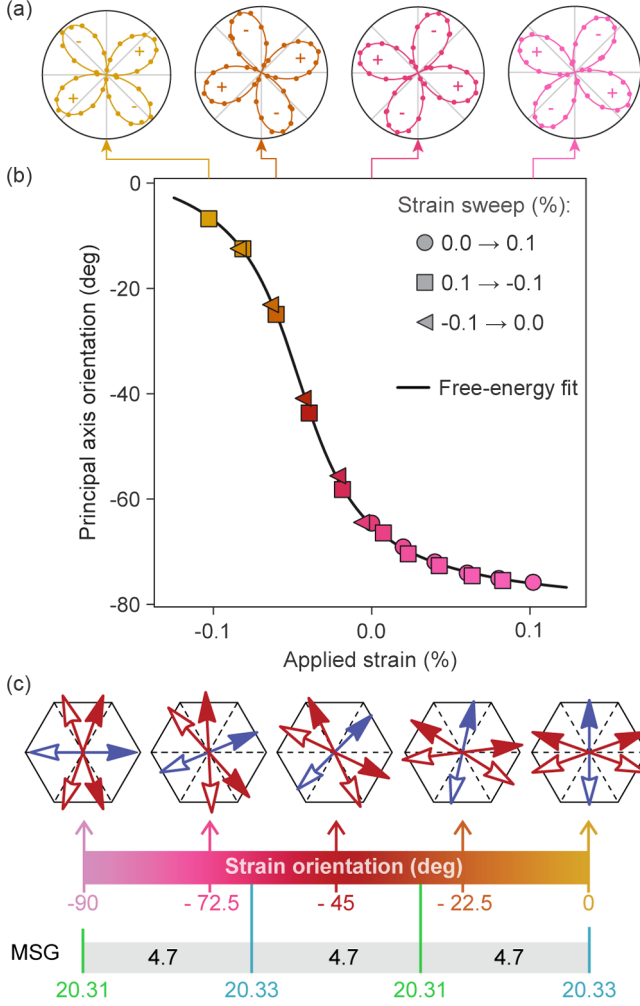 (a)
- + + -
- + + -
- + + -
- + + -
(b)
0
-20
-40
-60
-80
Principal axis orientation (deg)
Strain sweep (%):
0.0 → 0.1
0.1 → -0.1
-0.1 → 0.0
Free-energy fit
-0.1 0.0 0.1
Applied strain (%)
(c)
Strain orientation (deg)
-90 - 72.5 - 45 - 22.5 0
MSG 4.7 4.7 4.7
20.31 20.33 20.31 20.33